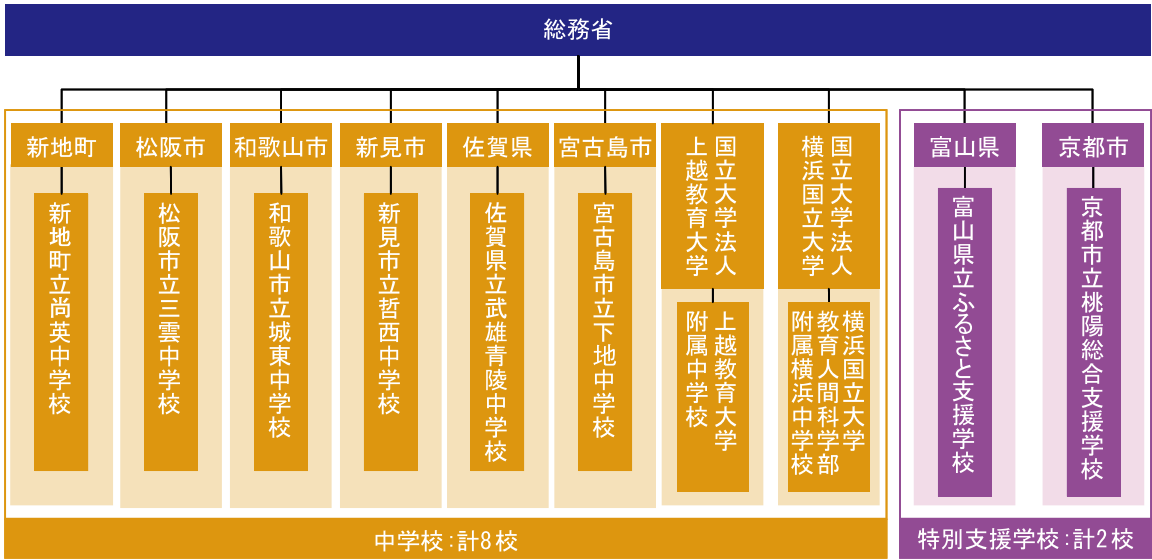 総務省
新地町
松阪市
和歌山市
新見市
佐賀県
宮古島市
国立大学法人
上越教育大学
国立大学法人
横浜国立大学
富山県
京都市
新地町立尚英中学校
松阪市立三雲中学校
和歌山市立城東中学校
新見市立哲西中学校
佐賀県立武雄青陵中学校
宮古島市立下地中学校
上越教育大学
附属中学校
横浜国立大学
教育人間科学部
附属横浜中学校
富山県立ふるさと支援学校
京都市立桃陽総合支援学校
中学校：計8校
特別支援学校：計2校